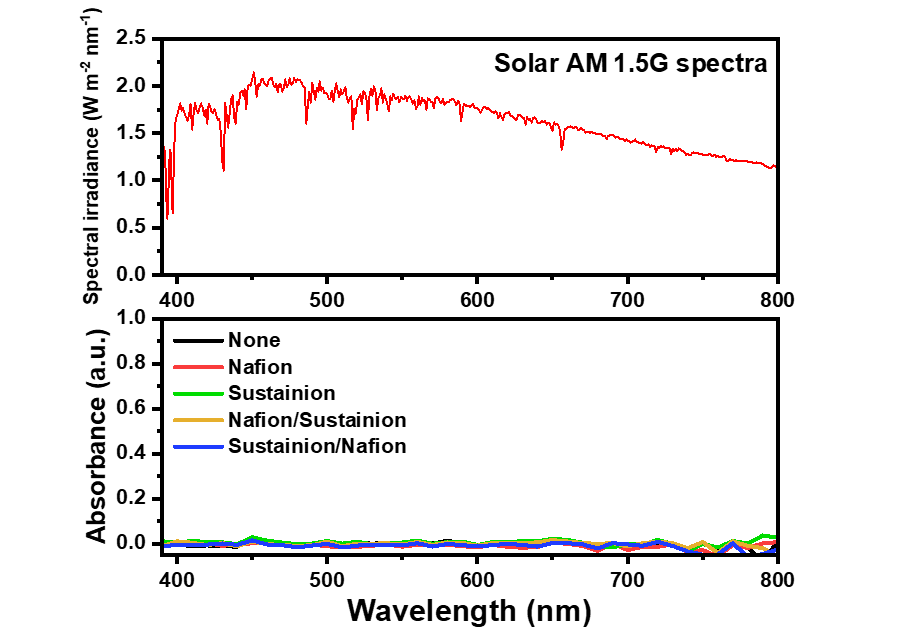 Solar AM 1.5G spectra
Spectral irradiance (W m-2 nm-1)
2.5
2.0
1.5
1.0
0.5
0.0
400 500 600 700 800
Absorbance (a.u.)
1.0
0.8
0.6
0.4
0.2
0.0
None
Nafion
Sustainion
Nafion/Sustainion
Sustainion/Nafion
400 500 600 700 800
Wavelength (nm)